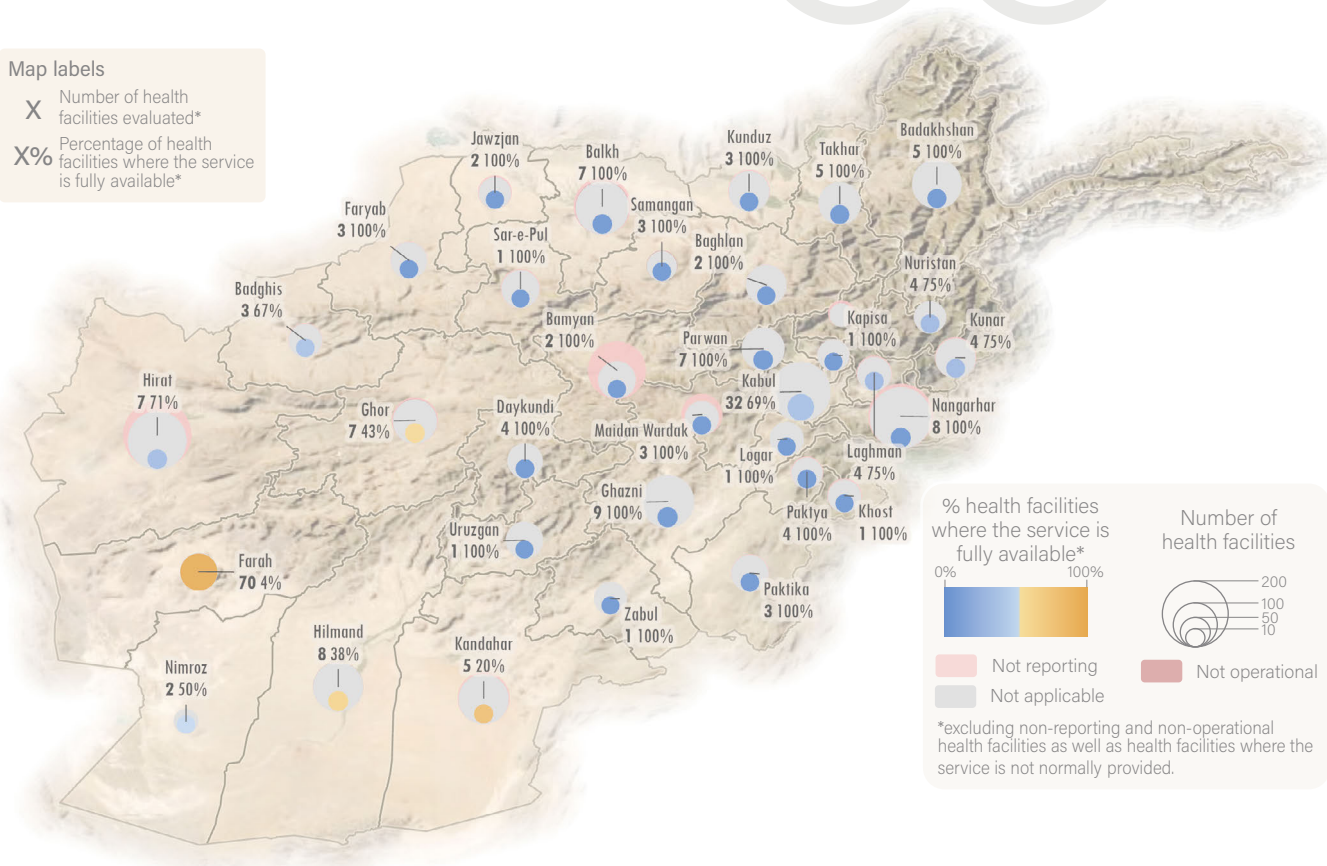 Map labels
X Number of health
facilities evaluated*
X% Percentage of health
facilities where the service
is fully available*
Jawzjan
2 100%
Balkh
7 100%
Kunduz
3 100%
Takhar
5 100%
Badakhshan
5 100%
Faryab
3 100%
Sar-e-Pul
1 100%
Samangan
3 100%
Baghlan
2 100%
Nuristan
4 75%
Badghis
3 67%
Bamyan
2 100%
Parwan
7 100%
Kapisa
1 100%
Kunar
4 75%
Hirat
7 71%
Ghor
7 43%
Daykundi
4 100%
Kabul
32 69%
Maidan Wardak
3 100%
Nangarhar
8 100%
Logar
1 100%
Laghman
4 75%
Ghazni
9 100%
Paktya
4 100%
Khost
1 100%
Uruzgan
1 100%
Farah
70 4%
Zabul
1 100%
Paktika
3 100%
Hilmand
8 38%
Kandahar
5 20%
Nimroz
2 50%
% health facilities
where the service is
fully available*
0% 100%
Not reporting
Not applicable
Number of
health facilities
200
100
50
10
Not operational
*excluding non-reporting and non-operational
health facilities as well as health facilities where the
service is not normally provided.